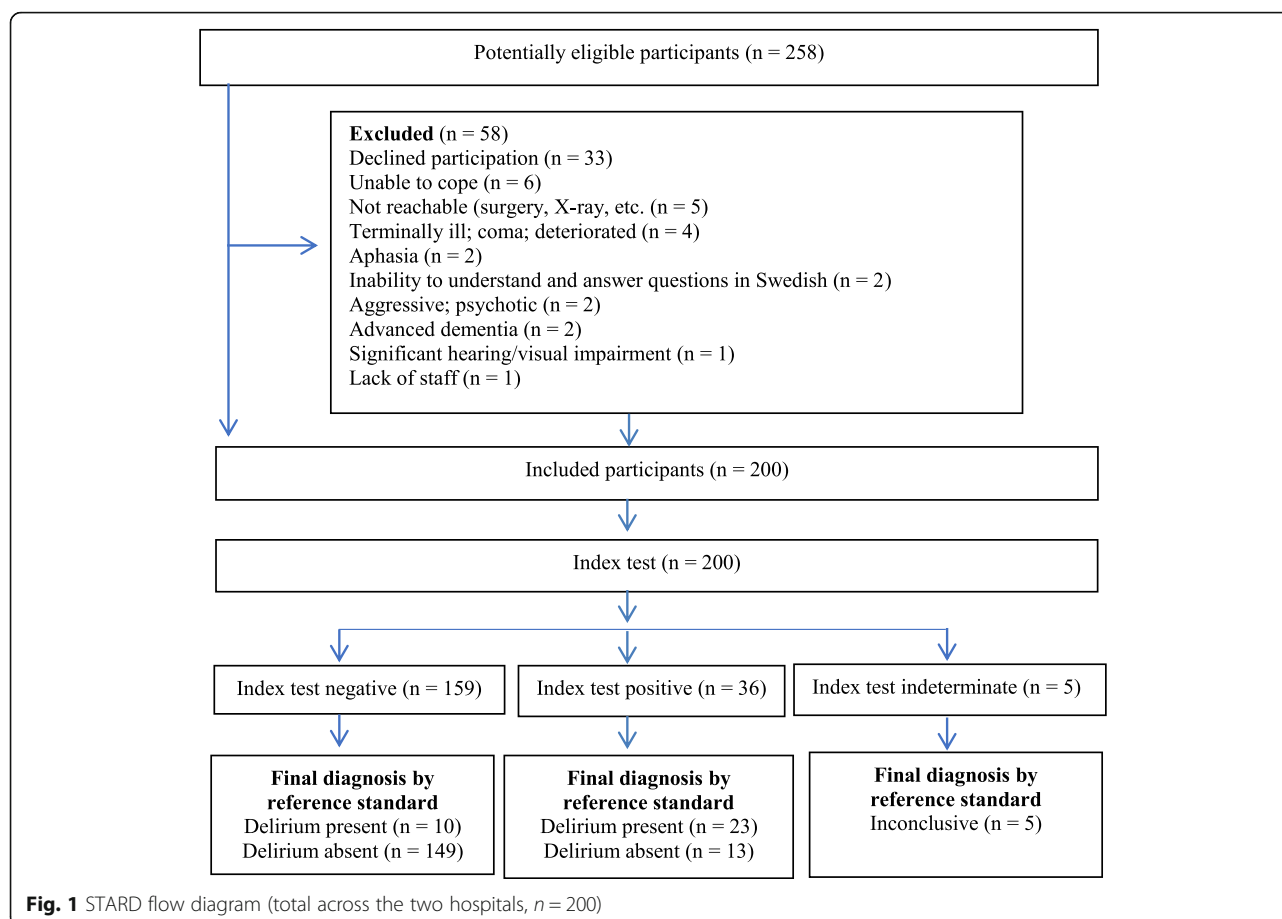 Potentially eligible participants (n = 258)
Excluded (n = 58)
Declined participation (n = 33)
Unable to cope (n = 6)
Not reachable (surgery, X-ray, etc. (n = 5)
Terminally ill; coma; deteriorated (n = 4)
Aphasia (n = 2)
Inability to understand and answer questions in Swedish (n = 2)
Aggressive; psychotic (n = 2)
Advanced dementia (n = 2)
Significant hearing/visual impairment (n = 1)
Lack of staff (n = 1)
Included participants (n = 200)
Index test (n = 200)
Index test negative (n = 159)
Index test positive (n = 36)
Index test indeterminate (n = 5)
Final diagnosis by
reference standard
Delirium present (n = 10)
Delirium absent (n = 149)
Final diagnosis by
reference standard
Delirium present (n = 23)
Delirium absent (n = 13)
Final diagnosis by
reference standard
Inconclusive (n = 5)
Fig. 1 STARD flow diagram (total across the two hospitals, n = 200)